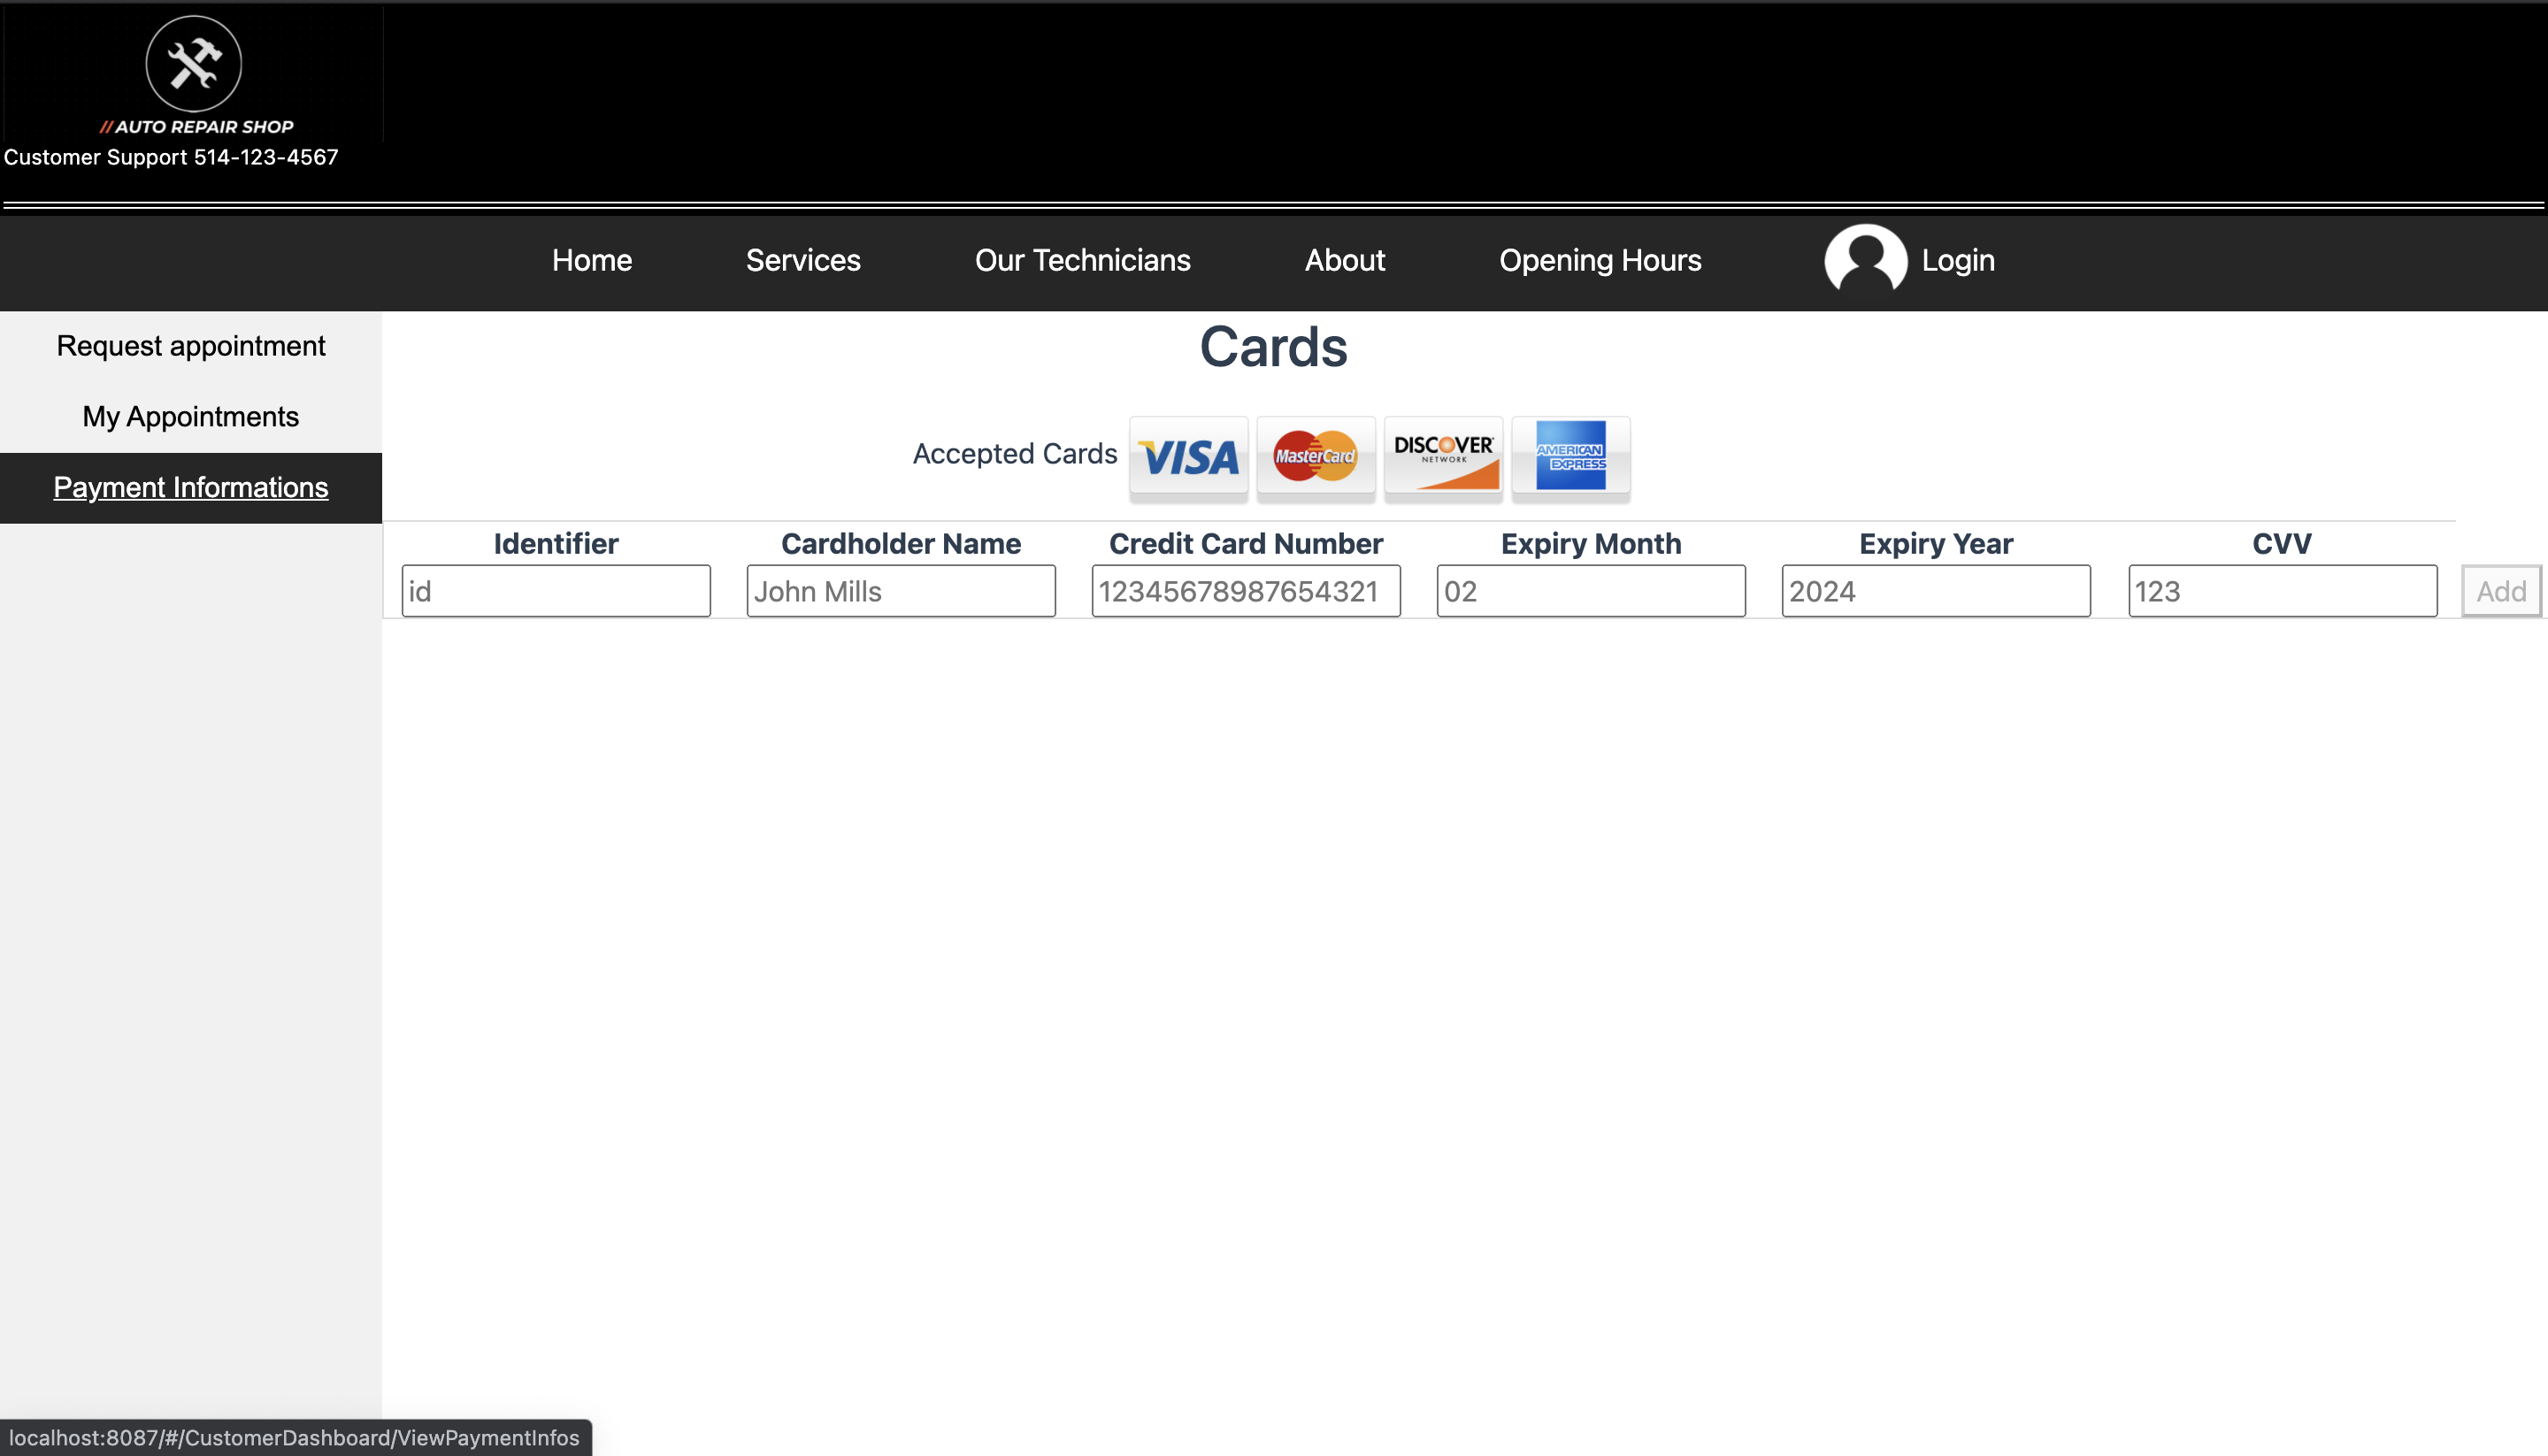 //AUTO REPAIR SHOP
Customer Support 514-123-4567
Home Services Our Technicians About Opening Hours Login
Request appointment
My Appointments
Payment Informations
Cards
Accepted Cards VISA MasterCard DISCOVER NETWORK AMERICAN EXPRESS
Identifier Cardholder Name Credit Card Number Expiry Month Expiry Year CVV
id John Mills 12345678987654321 02 2024 123 Add
localhost:8087/#/CustomerDashboard/ViewPaymentInfos